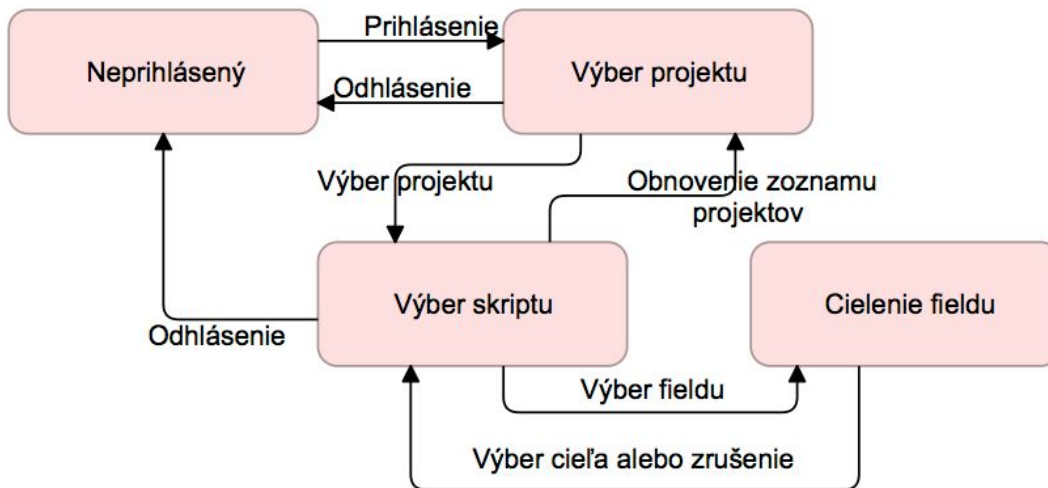 Prihlásenie
Neprihlásený
Výber projektu
Odhlásenie
Výber projektu
Obnovenie zoznamu
projektov
Výber skriptu
Cielenie fieldu
Odhlásenie
Výber fieldu
Výber cieľa alebo zrušenie